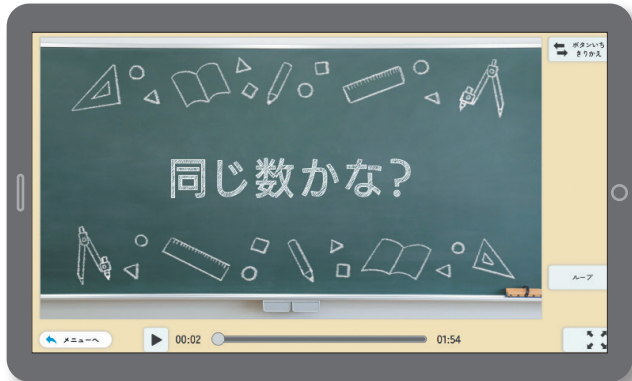 ボタンいち
きりかえ
同じ数かな?
ループ
メニューへ
00:02
01:54